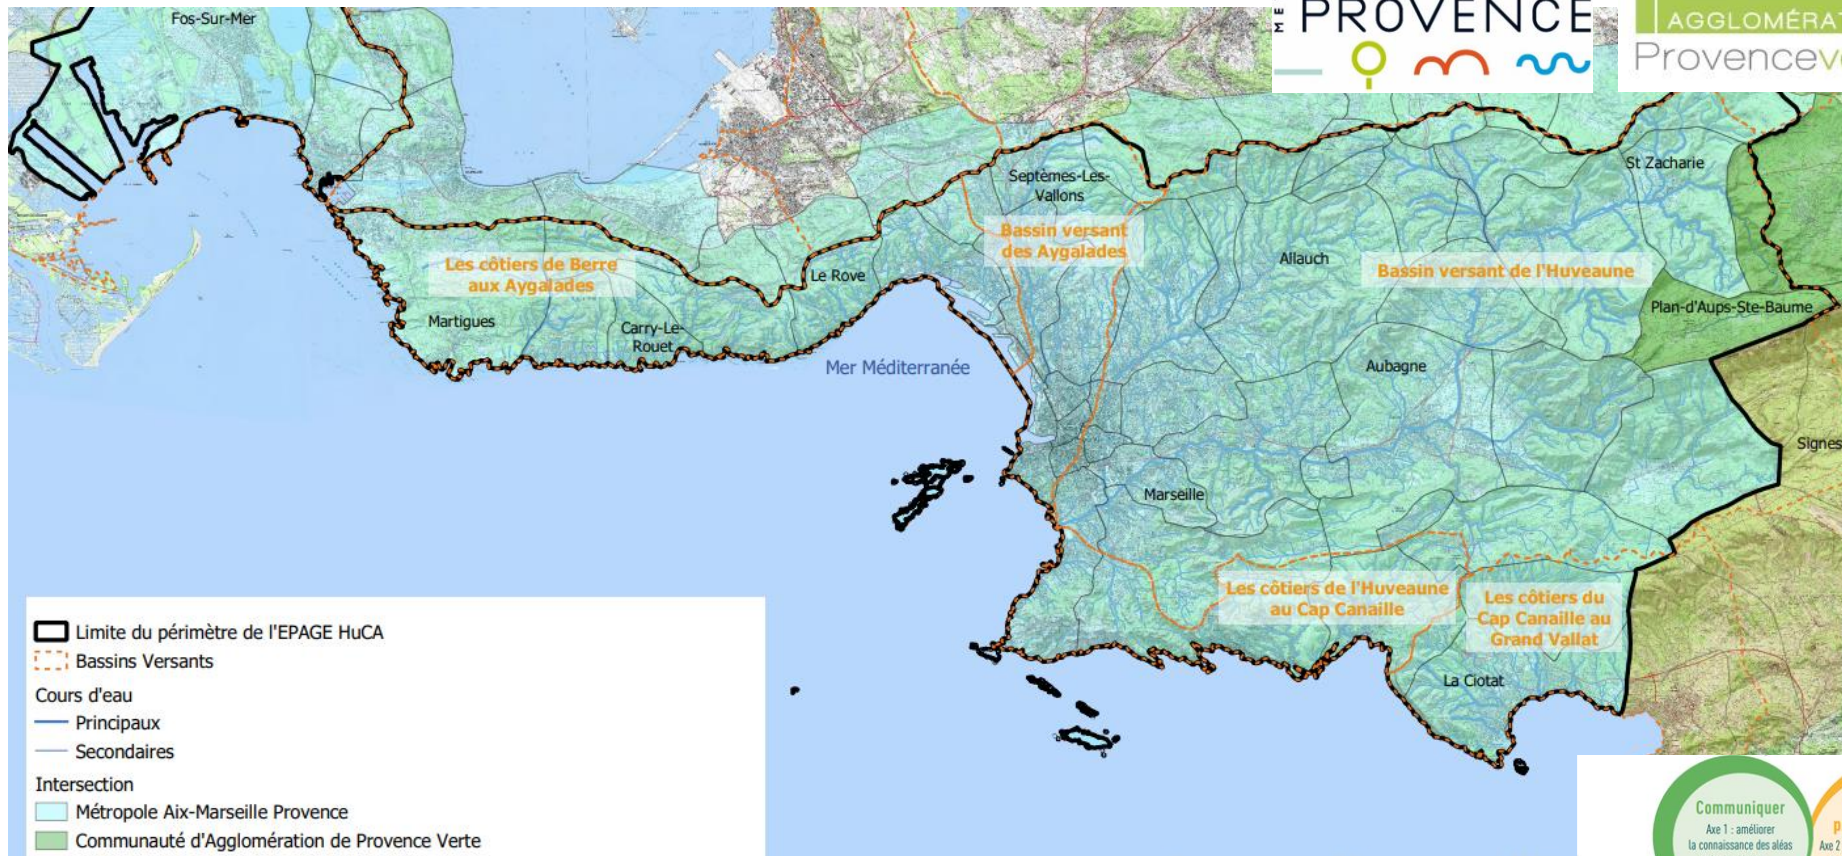 Fos-Sur-Mer
PROVENCE
AGGLOMÉRA
Provence
St Zacharie
Septèmes-Les-
Vallons
Bassin versant
des Aygalades
Allauch
Bassin versant de l'Huveaune
Les côtiers de Berre
aux Aygalades
Le Rove
Plan-d'Aups-Ste-Baume
Martigues
Carry-Le-
Rouet
Mer Méditerranée
Aubagne
Signes
Marseille
Les côtiers de l'Huveaune
au Cap Canaille
Les côtiers du
Cap Canaille au
Grand Vallat
La Ciotat
Limite du périmètre de l'EPAGE HuCA
Bassins Versants
Cours d'eau
Principaux
Secondaires
Intersection
Métropole Aix-Marseille Provence
Communauté d'Agglomération de Provence Verte
Communiquer
Axe 1 : améliorer
la connaissance des aléas
Axe 2